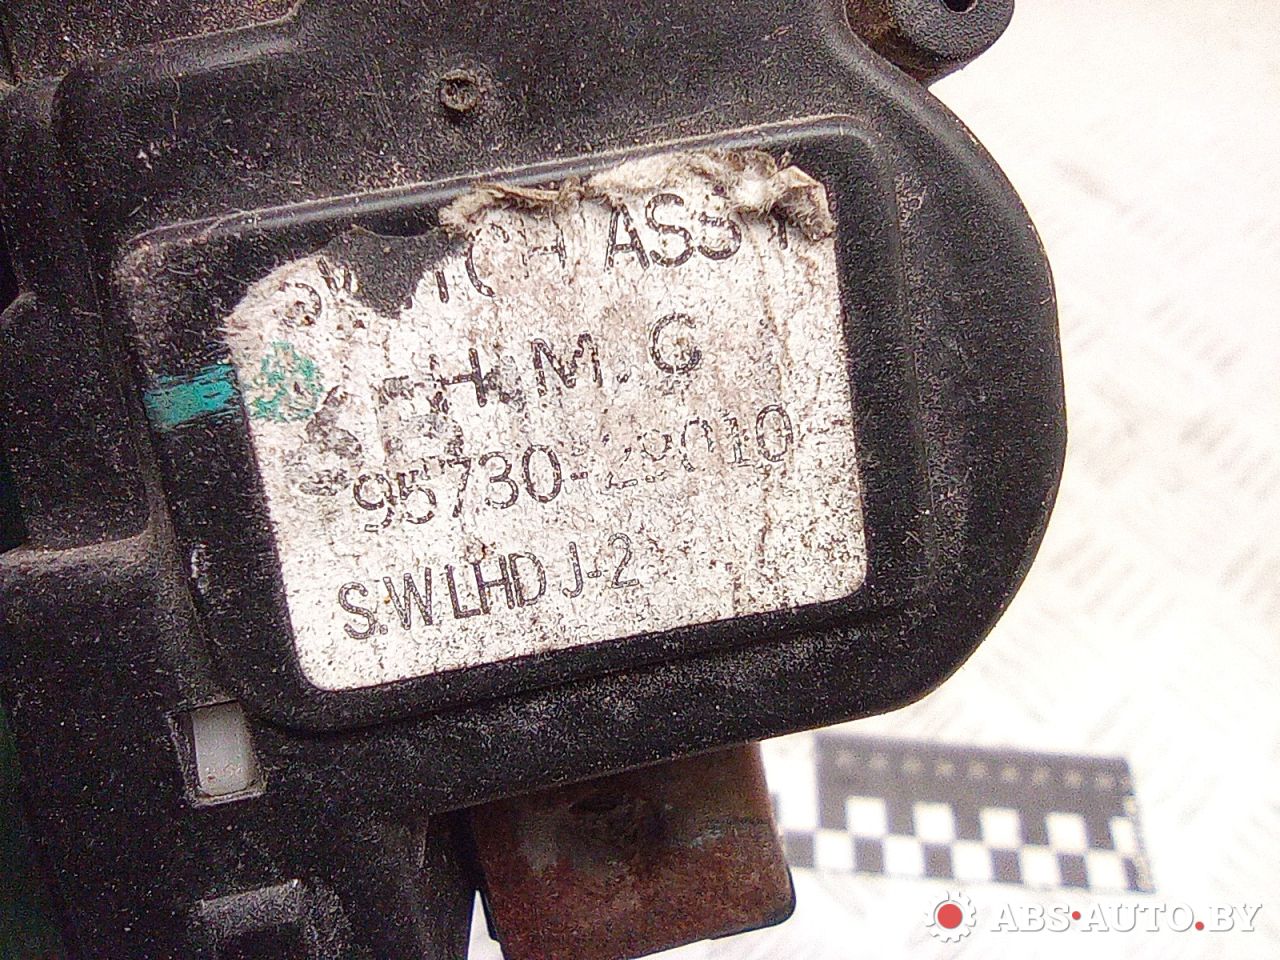 SWITCH ASSY
H.M.C
95730-29010
S.W LHD J-2
ABS•AUTO.BY